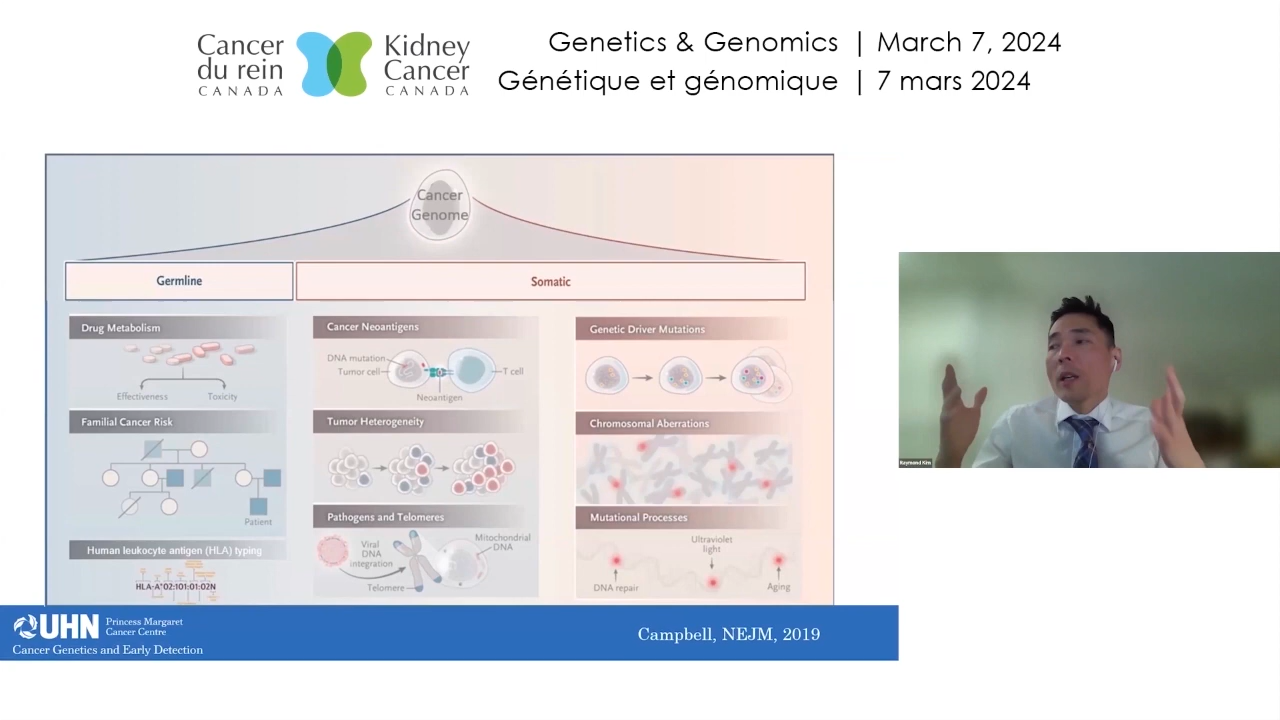 Cancer
du rein
CANADA
Kidney
Cancer
CANADA
Genetics & Genomics | March 7, 2024
Génétique et génomique | 7 mars 2024
Cancer
Genome
Germline
Somatic
Drug Metabolism
Effectiveness
Toxicity
Familial Cancer Risk
Patient
Human leukocyte antigen (HLA) typing
HLA-A*02:101:01:02N
Cancer Neoantigens
DNA mutation
Tumor cell
T cell
Neoantigen
Tumor Heterogeneity
Pathogens and Telomeres
Viral
DNA
integration
Mitochondrial
DNA
Telomere
Genetic Driver Mutations
Chromosomal Aberrations
Mutational Processes
Ultraviolet
light
DNA repair
Aging
UHN
Princess Margaret
Cancer Centre
Cancer Genetics and Early Detection
Campbell, NEJM, 2019
Raymond Kim